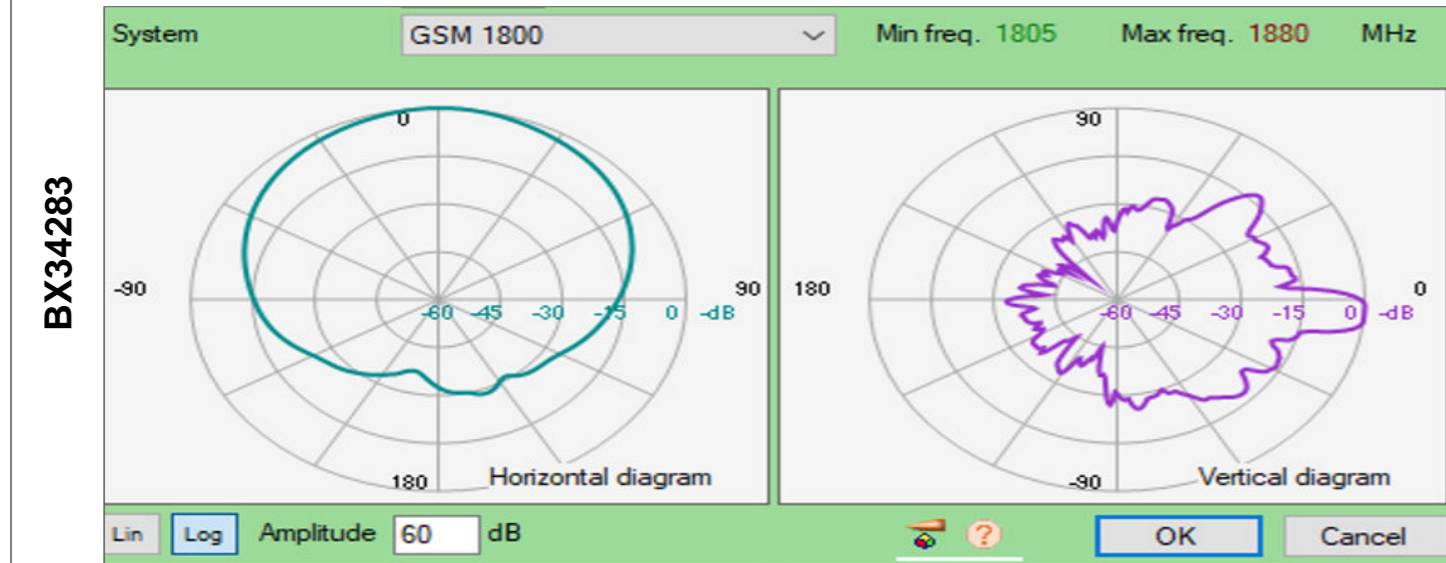 BX34283
System GSM 1800 Min freq. 1805 Max freq. 1880 MHz
0
-90 90
-60 -45 -30 -15 0 -dB
180
Horizontal diagram
90
180 0
-60 -45 -30 -15 0 -dB
-90
Vertical diagram
Lin Log Amplitude 60 dB ? OK Cancel